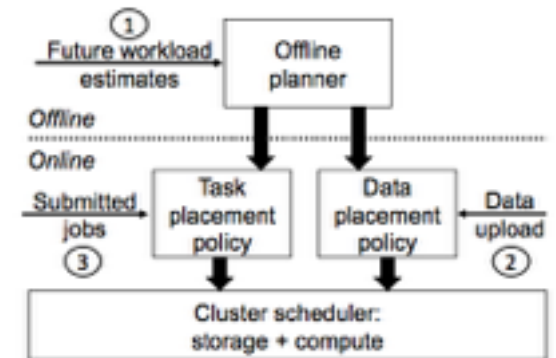 1
Future workload
estimates
Offline
planner
Offline
Online
Submitted
jobs
3
Task
placement
policy
Data
placement
policy
Data
upload
2
Cluster scheduler:
storage + compute